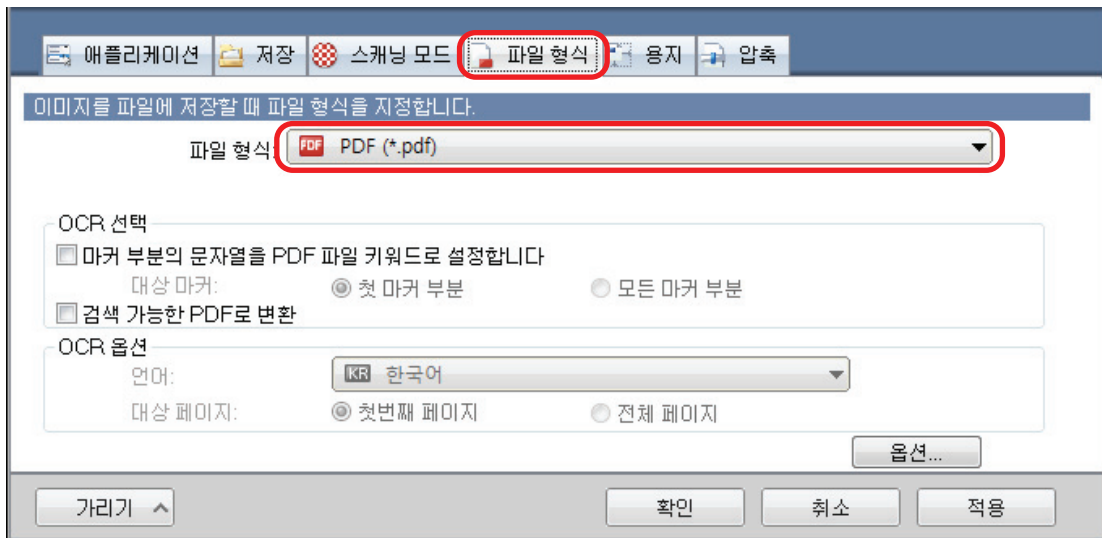 애플리케이션 저장 스캐닝 모드 파일 형식 용지 압축
이미지를 파일에 저장할 때 파일 형식을 지정합니다.
파일 형식: PDF PDF (*.pdf)
OCR 선택
마커 부분의 문자열을 PDF 파일 키워드로 설정합니다
대상 마커: 첫 마커 부분 모든 마커 부분
검색 가능한 PDF로 변환
OCR 옵션
언어: KR 한국어
대상 페이지: 첫번째 페이지 전체 페이지
옵션...
가리기 확인 취소 적용